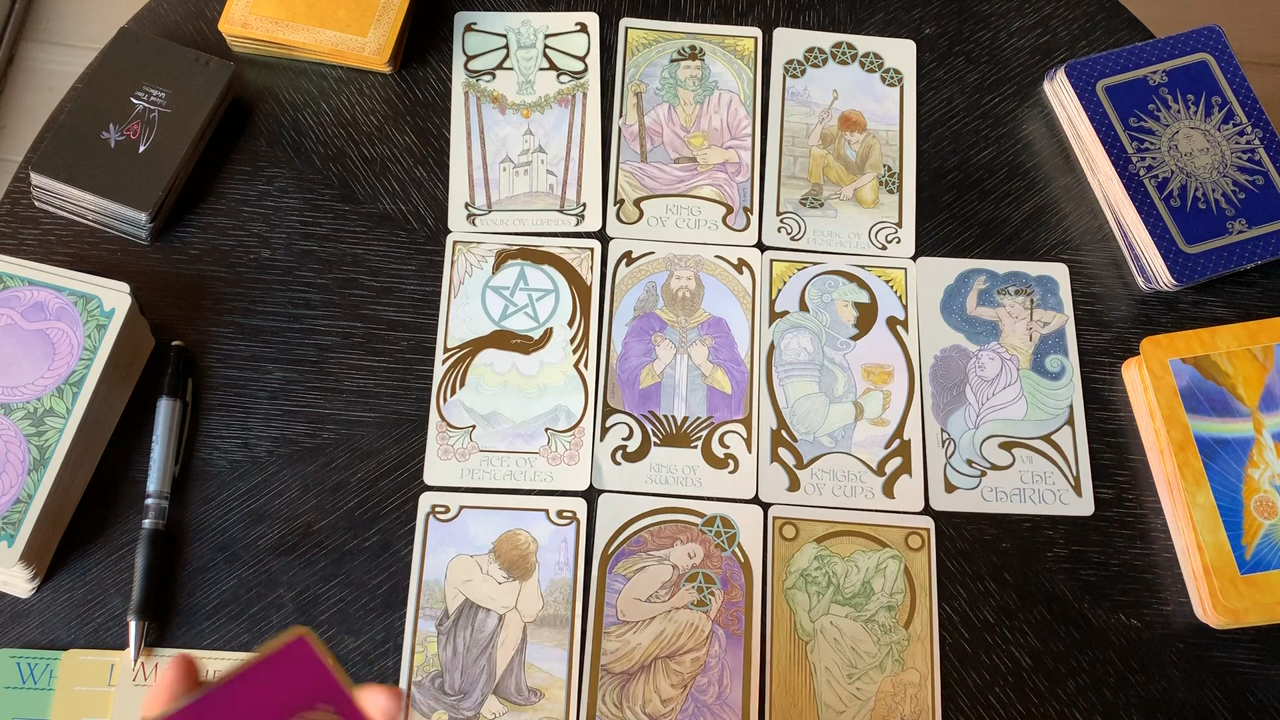 FOUR OF WANDS
KING
OF CUPS
EIGHT OF
PENTACLES
ACE OF
PENTACLES
KING OF
SWORDS
KNIGHT
OF CUPS
VII
THE
CHARIOT